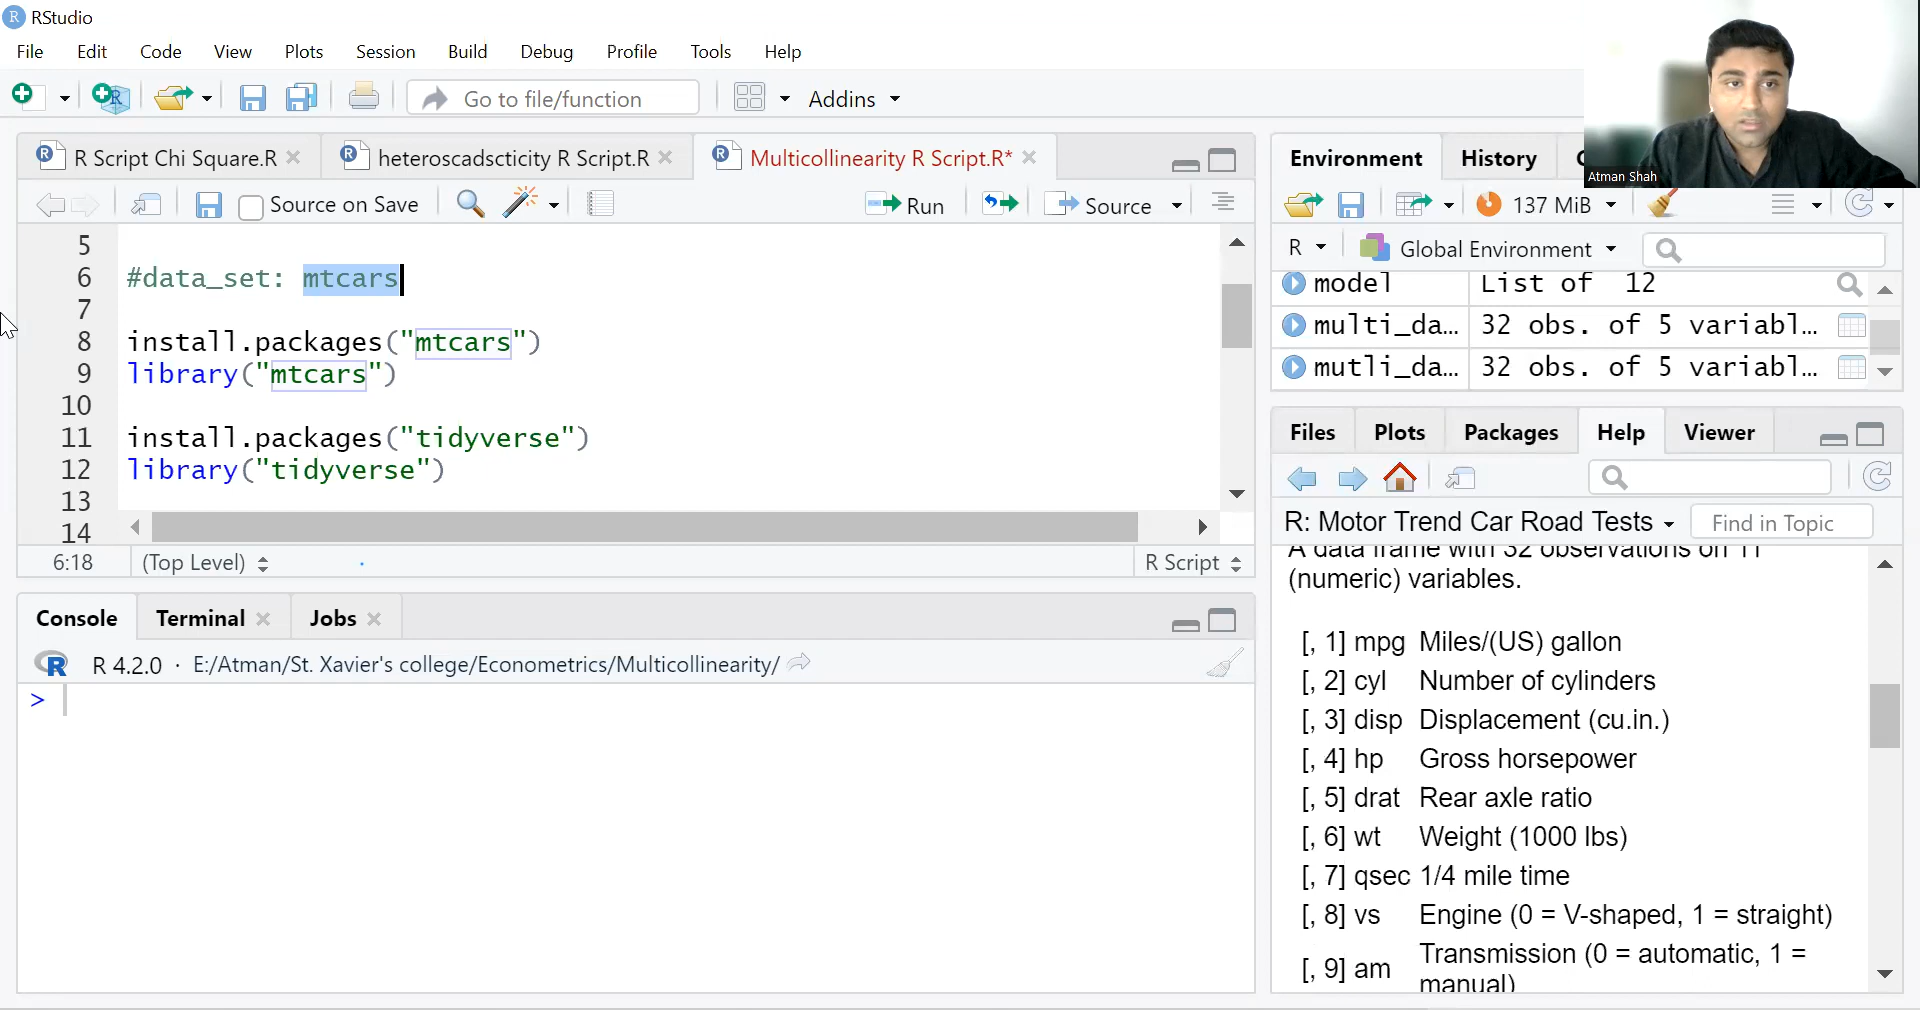 RStudio
File Edit Code View Plots Session Build Debug Profile Tools Help
Go to file/function Addins
Atman Shah
R Script Chi Square.R heteroscadscticity R Script.R Multicollinearity R Script.R*
Source on Save Run Source
5
6 #data_set: mtcars
7
8 install.packages("mtcars")
9 library("mtcars")
10
11 install.packages("tidyverse")
12 library("tidyverse")
13
14
6:18 (Top Level) R Script
Console Terminal Jobs
R 4.2.0 · E:/Atman/St. Xavier's college/Econometrics/Multicollinearity/
>
Environment History
137 MiB
R Global Environment
model List of 12
multi_da... 32 obs. of 5 variabl...
mutli_da... 32 obs. of 5 variabl...
Files Plots Packages Help Viewer
R: Motor Trend Car Road Tests Find in Topic
A data frame with 32 observations on 11
(numeric) variables.
[, 1] mpg Miles/(US) gallon
[, 2] cyl Number of cylinders
[, 3] disp Displacement (cu.in.)
[, 4] hp Gross horsepower
[, 5] drat Rear axle ratio
[, 6] wt Weight (1000 lbs)
[, 7] qsec 1/4 mile time
[, 8] vs Engine (0 = V-shaped, 1 = straight)
[, 9] am Transmission (0 = automatic, 1 =
manual)